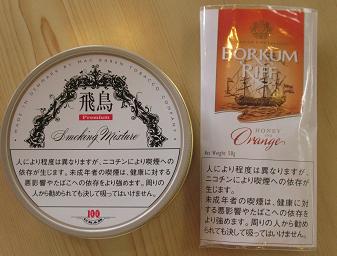 MADE IN DENMARK BY MAC BAREN TOBACCO COMPANY
飛鳥
Premium
Smoking Mixture
人により程度は異なりますが、ニコチンにより喫煙への
依存が生じます。
未成年者の喫煙は、健康に対する
悪影響やたばこへの依存をより強めます。周りの
人から勧められても決して吸ってはいけません。
100
GRAM
BORKUM
RIFF
HONEY
Orange
Net Weight 50g
人により程度は異なりますが、
ニコチンにより喫煙への依存が
生じます。
未成年者の喫煙は、健康に対
する悪影響やたばこへの依存
をより強めます。周りの人から勧
められても決して吸ってはいけ
ません。